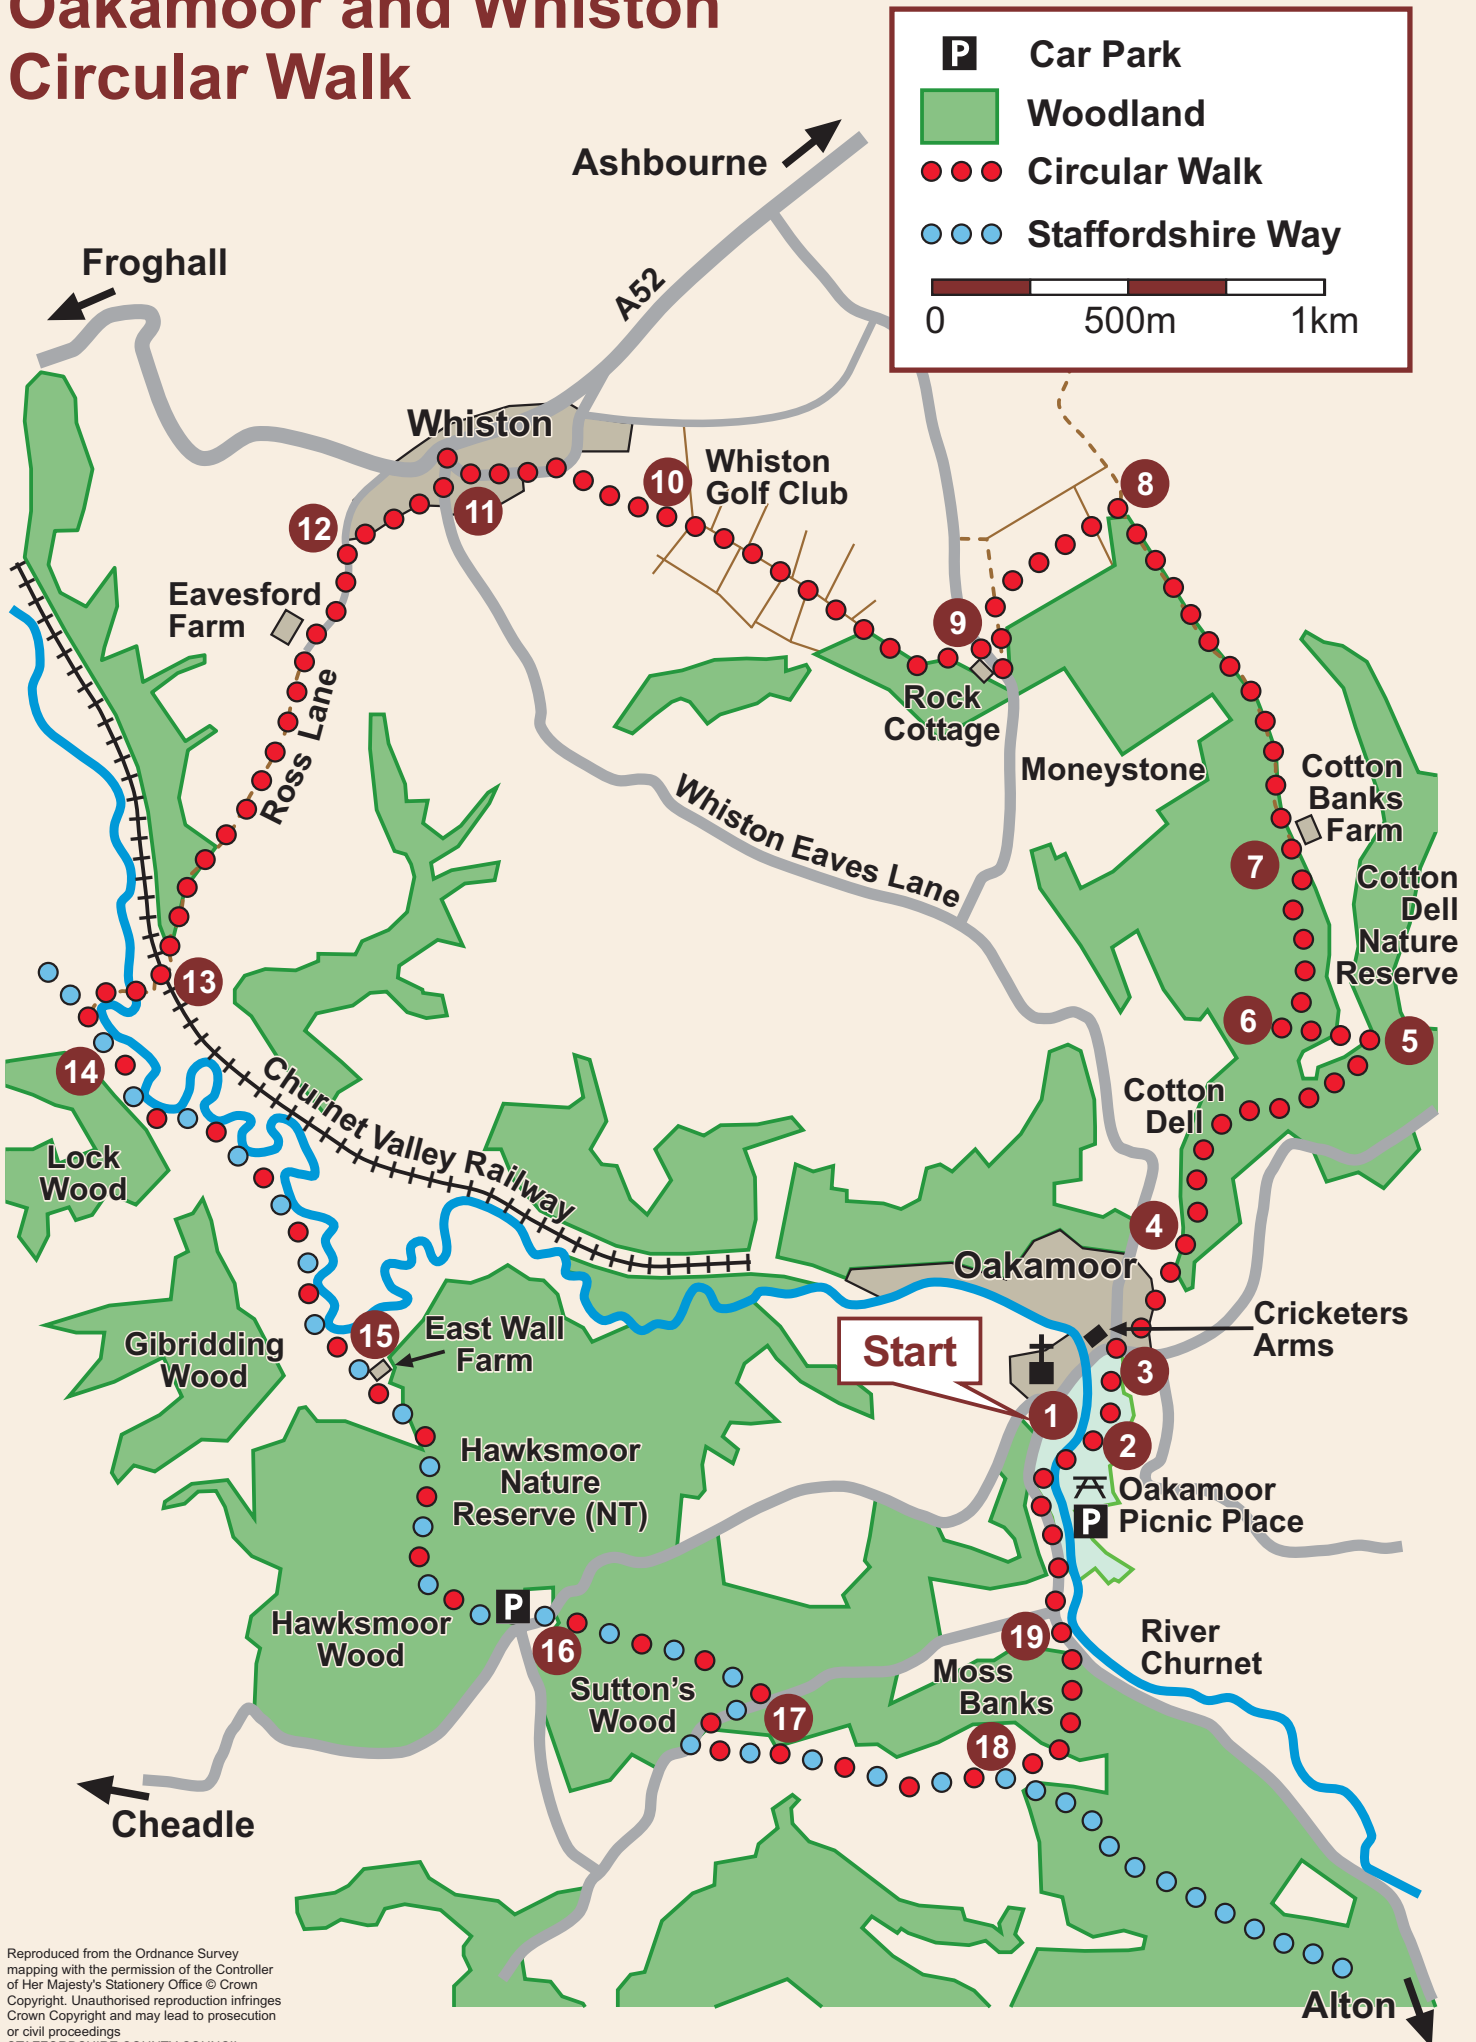 Oakamoor and Whiston
Circular Walk
P Car Park
Woodland
Circular Walk
Staffordshire Way
0 500m 1km
Ashbourne
Froghall
A52
Whiston
Whiston
Golf Club
10
8
11
12
Eavesford
Farm
9
Rock
Cottage
Ross Lane
Moneystone
Cotton
Banks
Farm
Whiston Eaves Lane
7
Cotton
Dell
Nature
Reserve
13
6
5
14
Churnet Valley Railway
Cotton
Dell
Lock
Wood
4
Oakamoor
Cricketers
Arms
15
East Wall
Farm
Gibridding
Wood
Start
3
1
2
Hawksmoor
Nature
Reserve (NT)
Oakamoor
P Picnic Place
P
Hawksmoor
Wood
16
19
River
Churnet
Moss
Banks
Sutton's
Wood
17
18
Cheadle
Alton
Reproduced from the Ordnance Survey
mapping with the permission of the Controller
of Her Majesty's Stationery Office © Crown
Copyright. Unauthorised reproduction infringes
Crown Copyright and may lead to prosecution
or civil proceedings